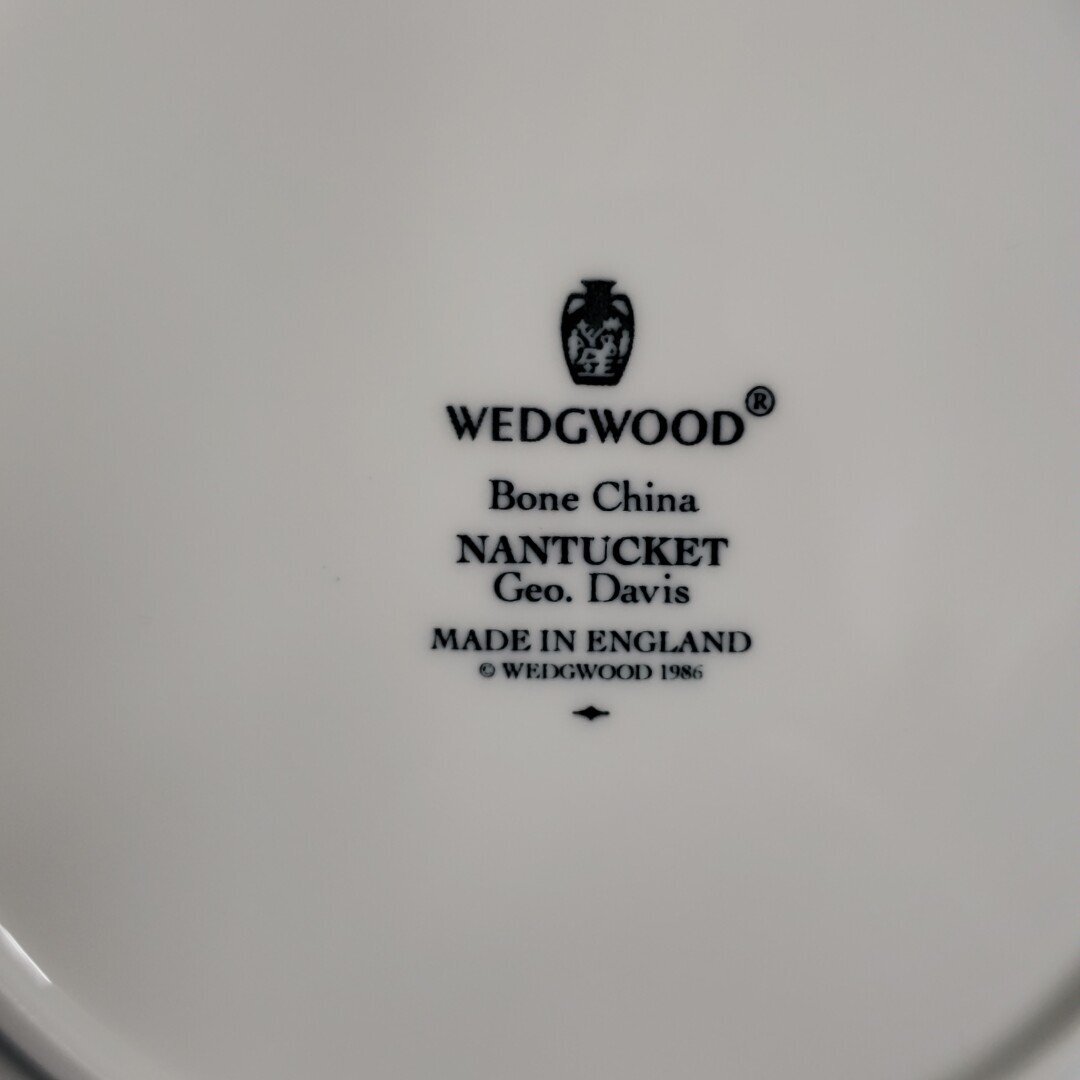 WEDGWOOD®
Bone China
NANTUCKET
Geo. Davis
MADE IN ENGLAND
© WEDGWOOD 1986